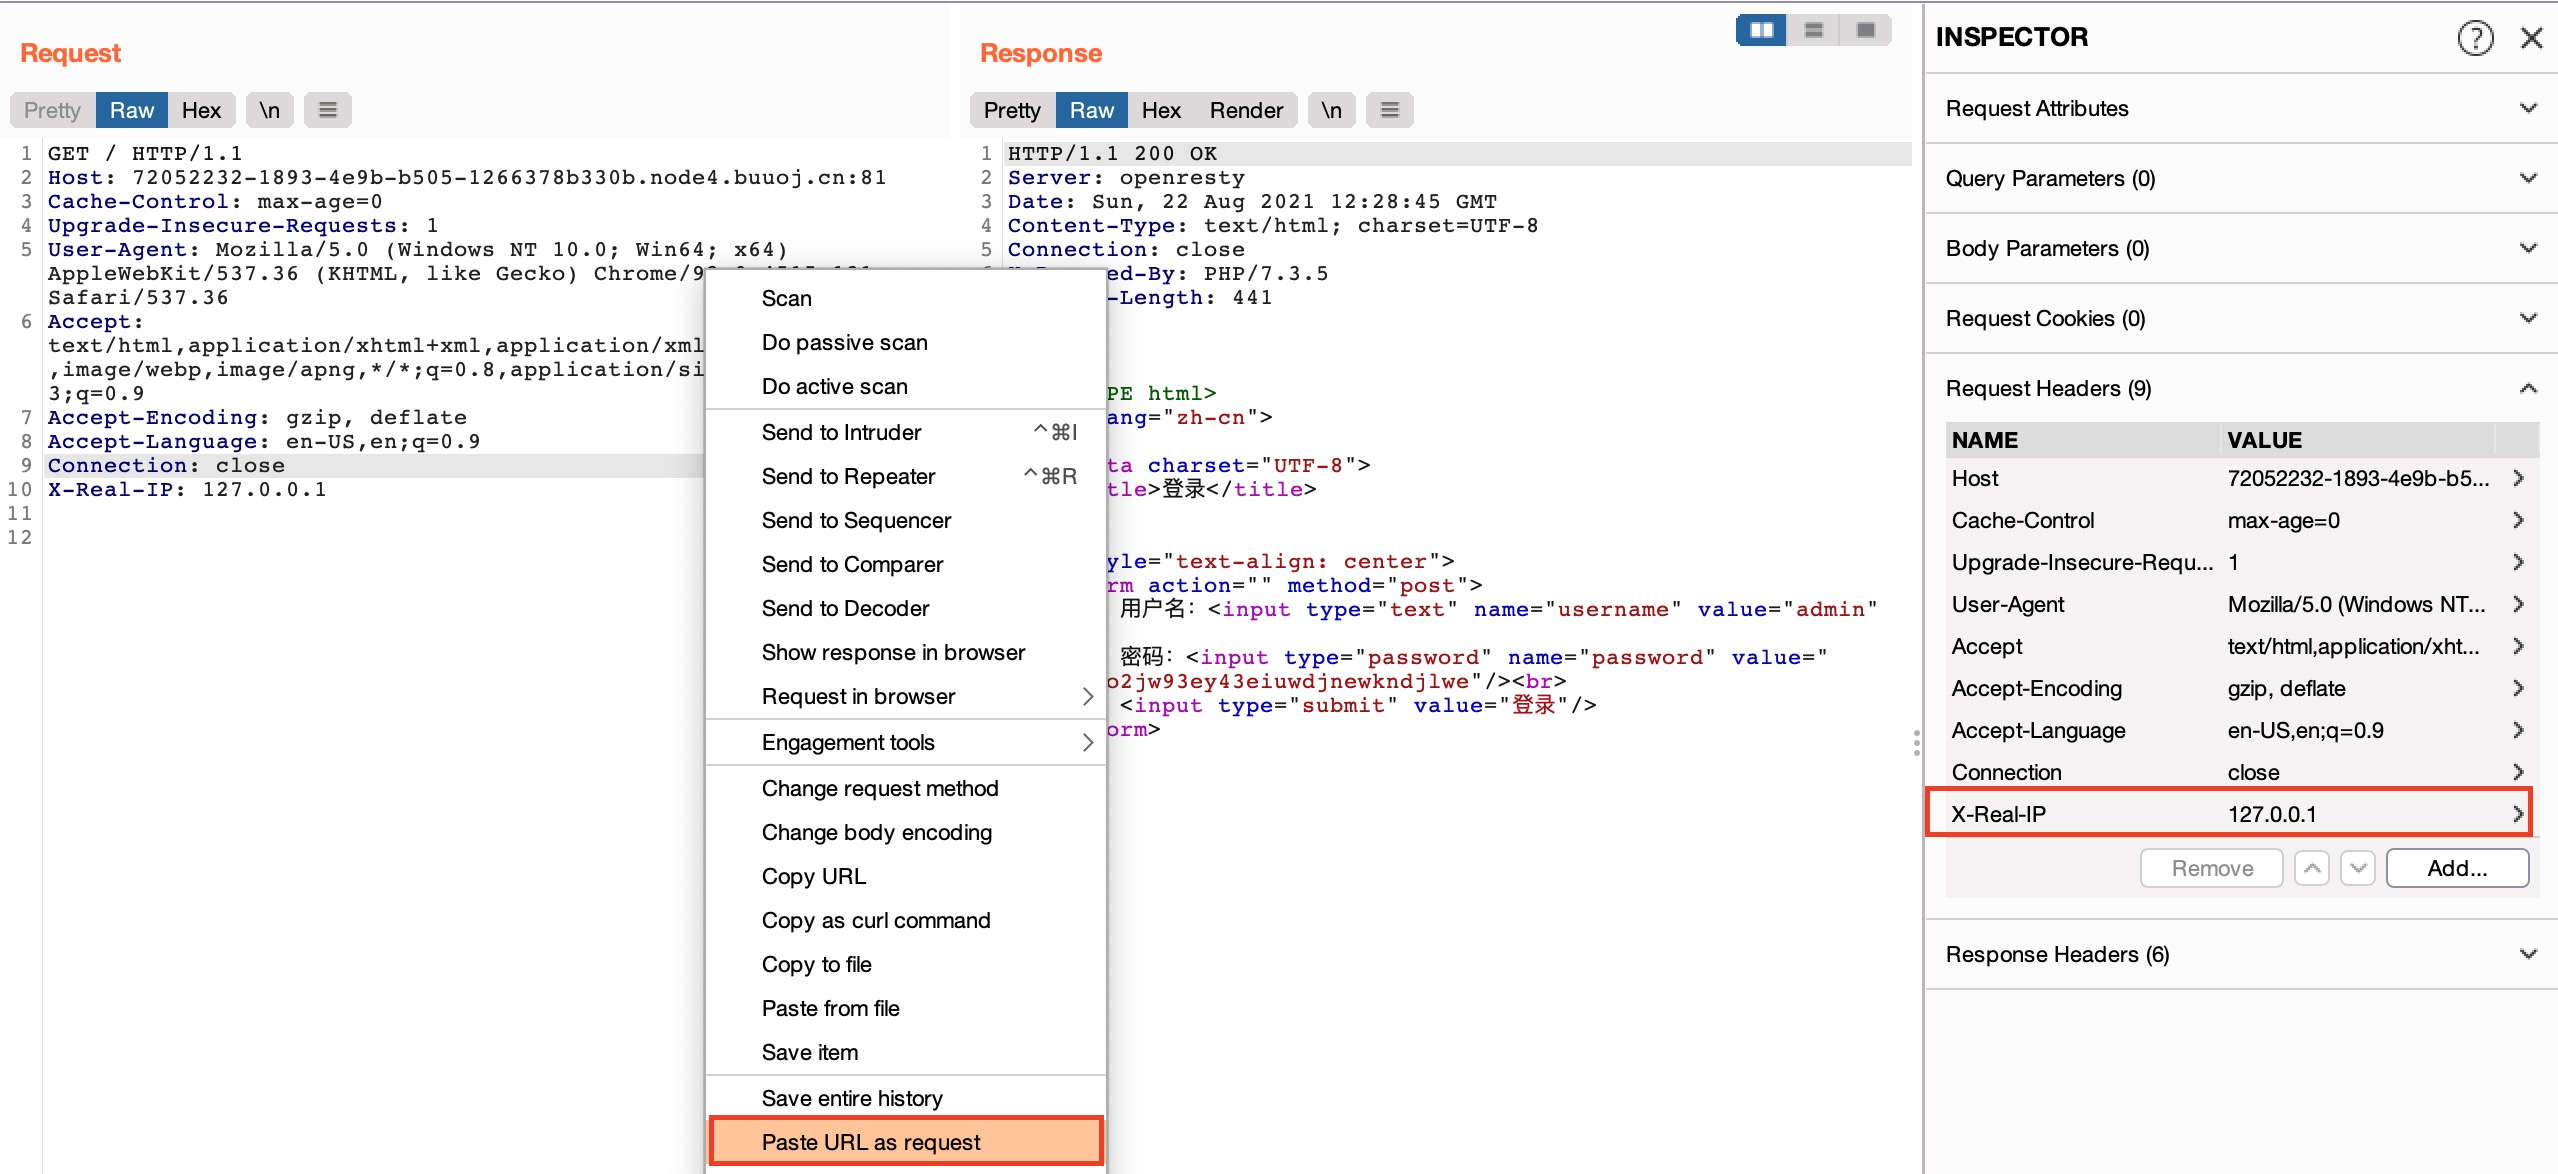 Request
Pretty Raw Hex \n
1 GET / HTTP/1.1
2 Host: 72052232-1893-4e9b-b505-1266378b330b.node4.buuoj.cn:81
3 Cache-Control: max-age=0
4 Upgrade-Insecure-Requests: 1
5 User-Agent: Mozilla/5.0 (Windows NT 10.0; Win64; x64)
AppleWebKit/537.36 (KHTML, like Gecko)
Safari/537.36
6 Accept:
text/html,application/xhtml+xml,application/xml
,image/webp,image/apng,*/*;q=0.8,application/si
3;q=0.9
7 Accept-Encoding: gzip, deflate
8 Accept-Language: en-US,en;q=0.9
9 Connection: close
10 X-Real-IP: 127.0.0.1
11
12
Scan
Do passive scan
Do active scan
Send to Intruder ^⌘I
Send to Repeater ^⌘R
Send to Sequencer
Send to Comparer
Send to Decoder
Show response in browser
Request in browser
Engagement tools
Change request method
Change body encoding
Copy URL
Copy as curl command
Copy to file
Paste from file
Save item
Save entire history
Paste URL as request
Response
Pretty Raw Hex Render \n
1 HTTP/1.1 200 OK
2 Server: openresty
3 Date: Sun, 22 Aug 2021 12:28:45 GMT
4 Content-Type: text/html; charset=UTF-8
5 Connection: close
ed-By: PHP/7.3.5
-Length: 441
PE html>
ang="zh-cn">
ta charset="UTF-8">
tle>登录</title>
yle="text-align: center">
rm action="" method="post">
用户名：<input type="text" name="username" value="admin"
密码：<input type="password" name="password" value="
o2jw93ey43eiuwdjnewkndjlwe"/><br>
<input type="submit" value="登录"/>
orm>
INSPECTOR ?
Request Attributes
Query Parameters (0)
Body Parameters (0)
Request Cookies (0)
Request Headers (9)
NAME VALUE
Host 72052232-1893-4e9b-b5...
Cache-Control max-age=0
Upgrade-Insecure-Requ... 1
User-Agent Mozilla/5.0 (Windows NT...
Accept text/html,application/xht...
Accept-Encoding gzip, deflate
Accept-Language en-US,en;q=0.9
Connection close
X-Real-IP 127.0.0.1
Remove Add...
Response Headers (6)